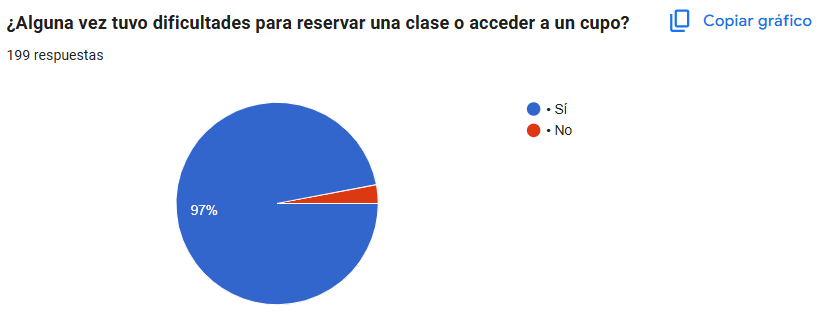 ¿Alguna vez tuvo dificultades para reservar una clase o acceder a un cupo?
Copiar gráfico
199 respuestas
• Sí
• No
97%